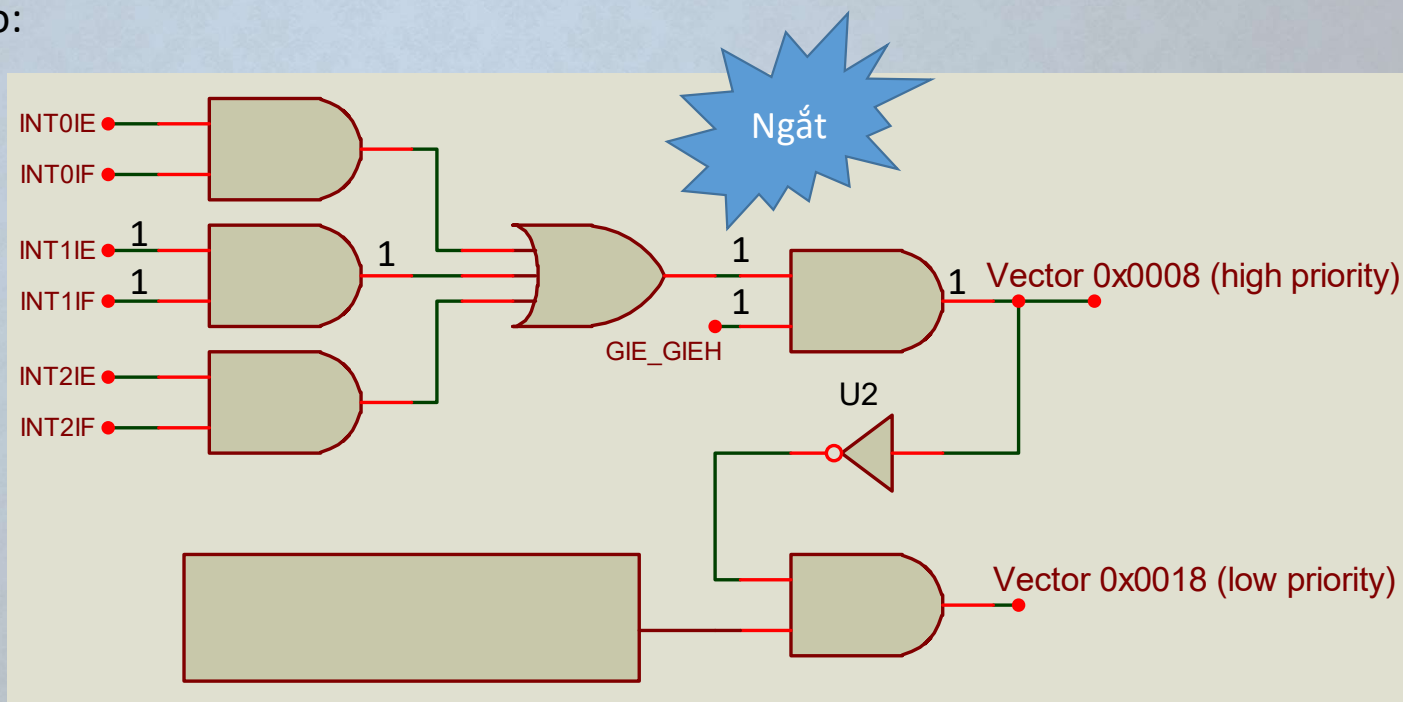 :
Ngắt
INT0IE
INT0IF
INT1IE 1
1
INT1IF 1
INT2IE
INT2IF
1
1
GIE_GIEH
1
Vector 0x0008 (high priority)
U2
Vector 0x0018 (low priority)